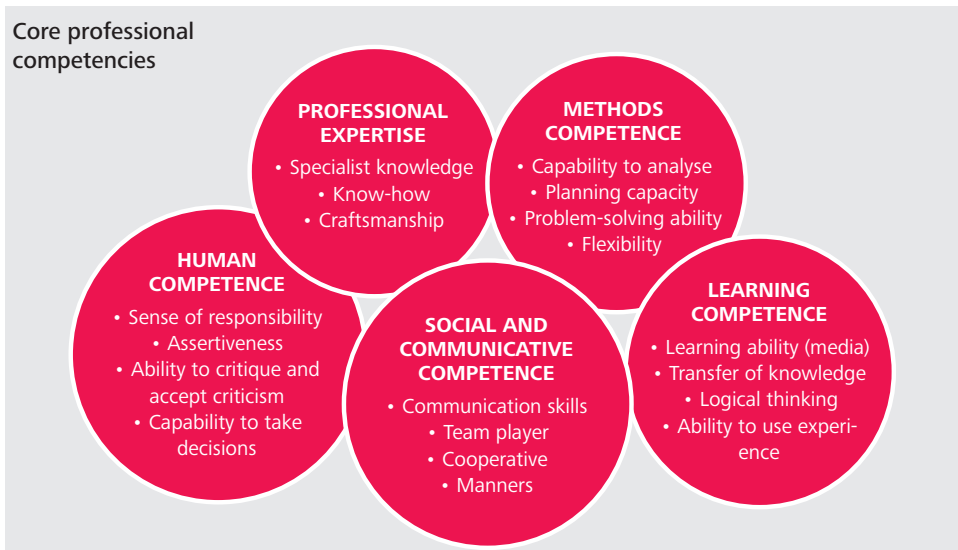 Core professional
competencies
PROFESSIONAL
EXPERTISE
• Specialist knowledge
• Know-how
• Craftsmanship
METHODS
COMPETENCE
• Capability to analyse
• Planning capacity
• Problem-solving ability
• Flexibility
HUMAN
COMPETENCE
• Sense of responsibility
• Assertiveness
• Ability to critique and
accept criticism
• Capability to take
decisions
SOCIAL AND
COMMUNICATIVE
COMPETENCE
• Communication skills
• Team player
• Cooperative
• Manners
LEARNING
COMPETENCE
• Learning ability (media)
• Transfer of knowledge
• Logical thinking
• Ability to use experi-
ence